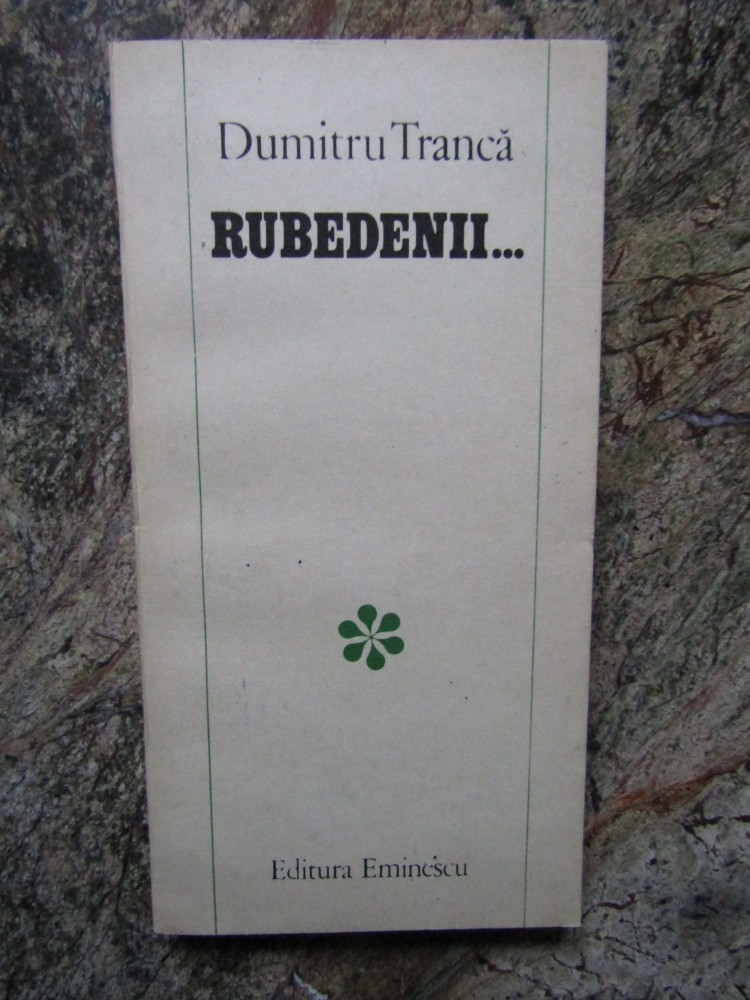 Dumitru Trancă
RUBEDENII...
Editura Eminescu